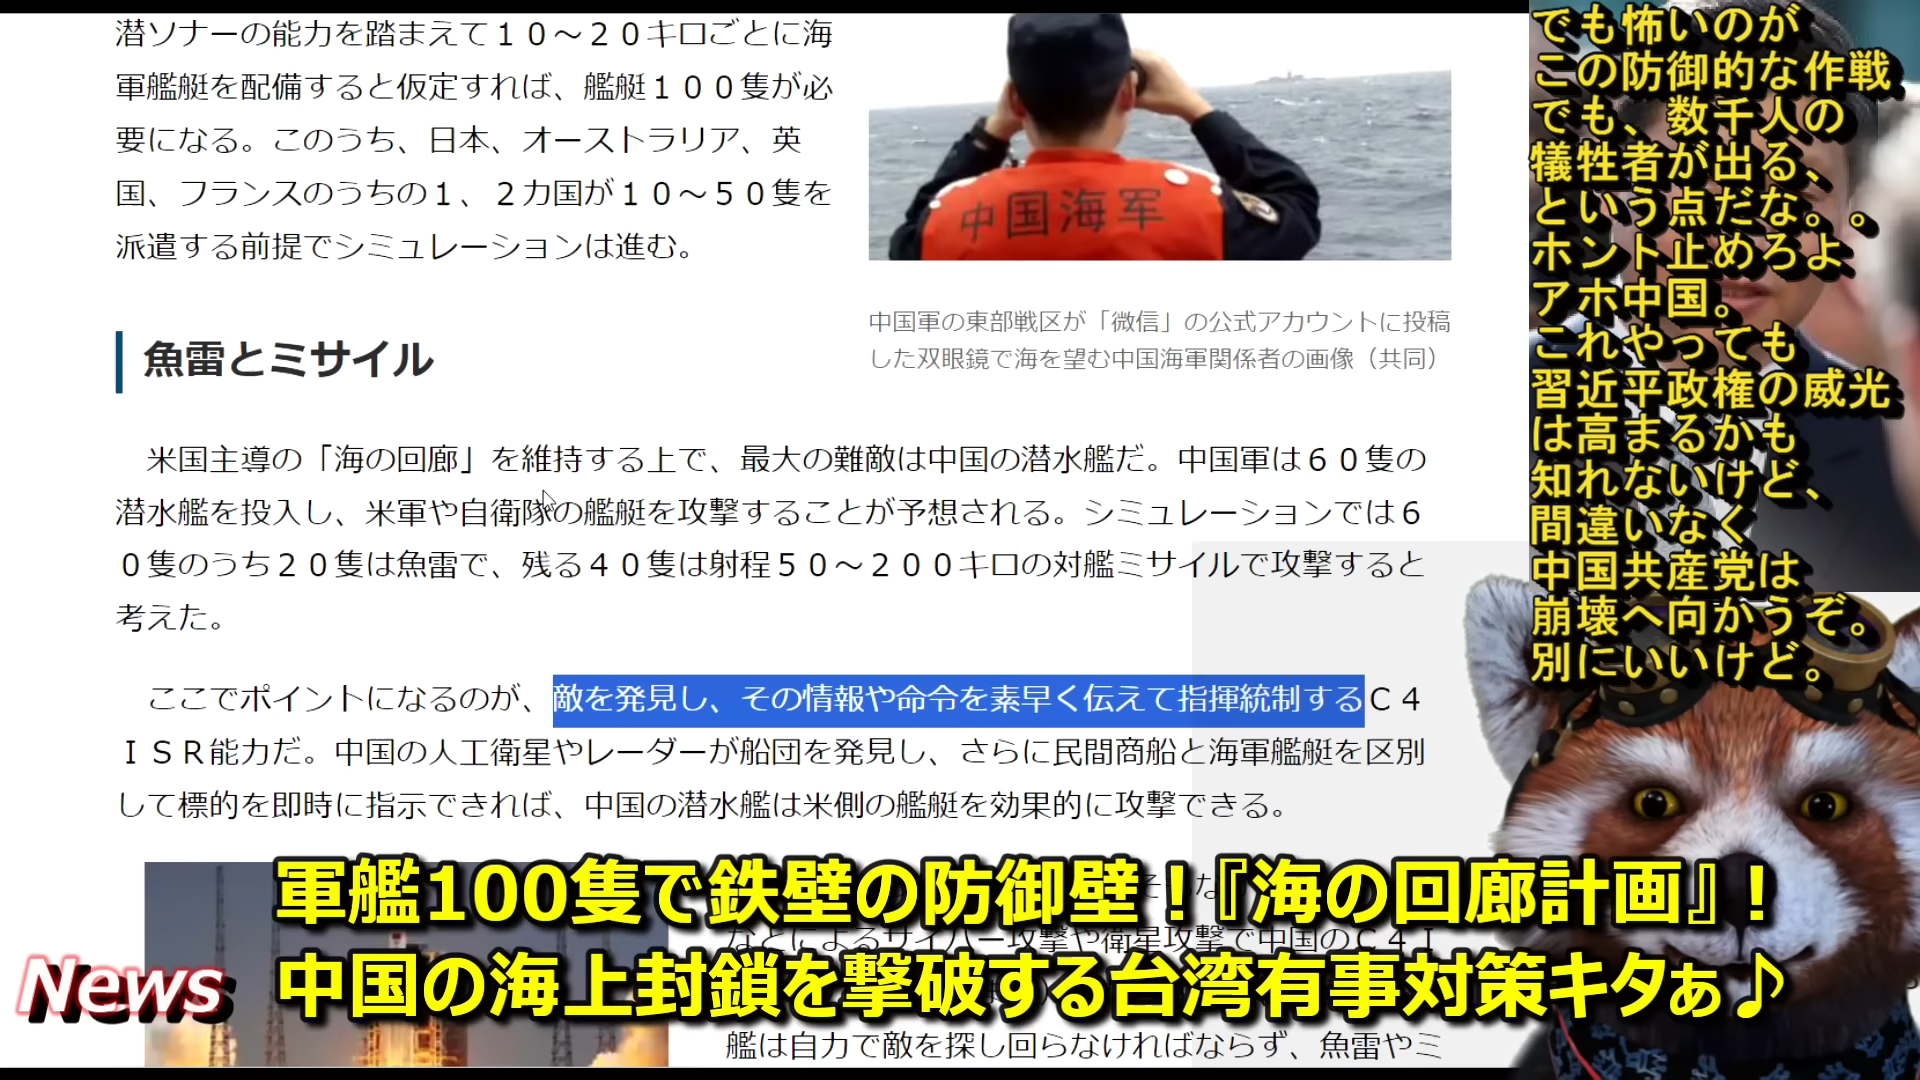 潜ソナーの能力を踏まえて１０～２０キロごとに海
軍艦艇を配備すると仮定すれば、艦艇１００隻が必
要になる。このうち、日本、オーストラリア、英
国、フランスのうちの１、２カ国が１０～５０隻を
派遣する前提でシミュレーションは進む。
中国海军
中国軍の東部戦区が「微信」の公式アカウントに投稿
した双眼鏡で海を望む中国海軍関係者の画像（共同）
魚雷とミサイル
米国主導の「海の回廊」を維持する上で、最大の難敵は中国の潜水艦だ。中国軍は６０隻の
潜水艦を投入し、米軍や自衛隊の艦艇を攻撃することが予想される。シミュレーションでは６
０隻のうち２０隻は魚雷で、残る４０隻は射程５０～２００キロの対艦ミサイルで攻撃すると
考えた。
ここでポイントになるのが、敵を発見し、その情報や命令を素早く伝えて指揮統制するＣ４
ＩＳＲ能力だ。中国の人工衛星やレーダーが船団を発見し、さらに民間商船と海軍艦艇を区別
して標的を即時に指示できれば、中国の潜水艦は米側の艦艇を効果的に攻撃できる。
などによるサイバー攻撃や衛星攻撃で中国のＣ４Ｉ
艦は自力で敵を探し回らなければならず、魚雷やミ
でも怖いのが
この防御的な作戦
でも、数千人の
犠牲者が出る、
という点だな。。
ホント止めろよ
アホ中国。
これやっても
習近平政権の威光
は高まるかも
知れないけど、
間違いなく
中国共産党は
崩壊へ向かうぞ。
別にいいけど。
軍艦100隻で鉄壁の防御壁！『海の回廊計画』！
News
中国の海上封鎖を撃破する台湾有事対策キタぁ♪